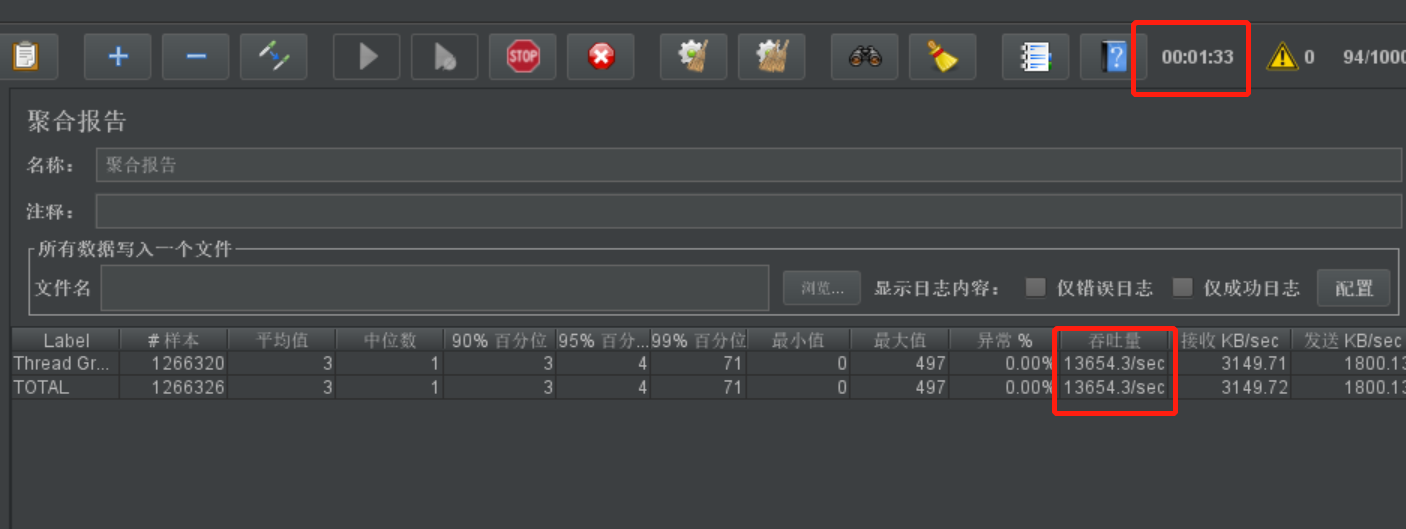 STOP ? 00:01:33 0 94/1000
聚合报告
名称： 聚合报告
注释：
所有数据写入一个文件
文件名 浏览... 显示日志内容： 仅错误日志 仅成功日志 配置
Label # 样本 平均值 中位数 90% 百分位 95% 百分... 99% 百分位 最小值 最大值 异常 % 吞吐量 接收 KB/sec 发送 KB/sec
Thread Gr... 1266320 3 1 3 4 71 0 497 0.00% 13654.3/sec 3149.71 1800.13
TOTAL 1266326 3 1 3 4 71 0 497 0.00% 13654.3/sec 3149.72 1800.13